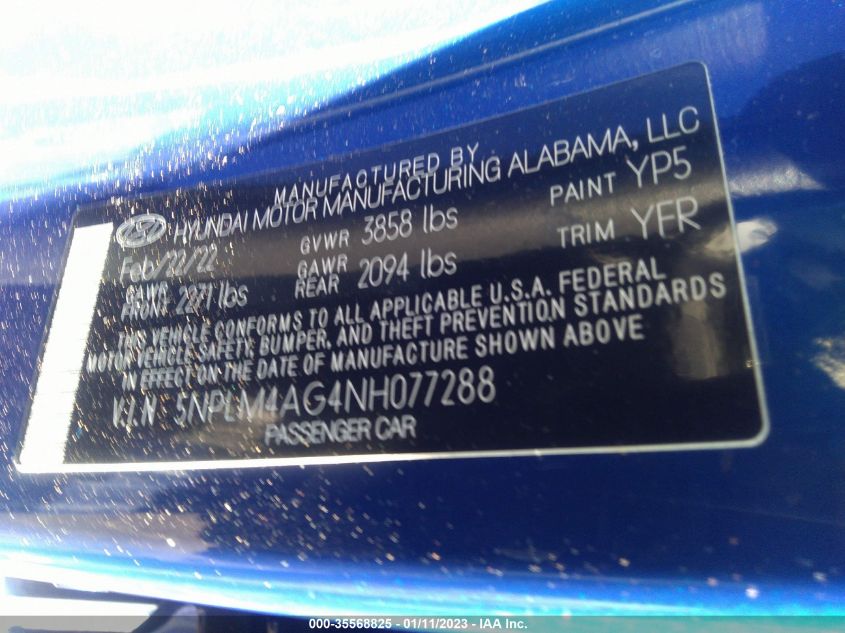 MANUFACTURED BY
HYUNDAI MOTOR MANUFACTURING ALABAMA, LLC
Feb/22/22 GVWR 3858 lbs PAINT YP5
GAWR FRONT 2271 lbs GAWR REAR 2094 lbs TRIM YFR
THIS VEHICLE CONFORMS TO ALL APPLICABLE U.S.A. FEDERAL
MOTOR VEHICLE SAFETY, BUMPER, AND THEFT PREVENTION STANDARDS
IN EFFECT ON THE DATE OF MANUFACTURE SHOWN ABOVE
V.I.N 5NPLM4AG4NH077288
PASSENGER CAR
000-35568825 - 01/11/2023 - IAA Inc.